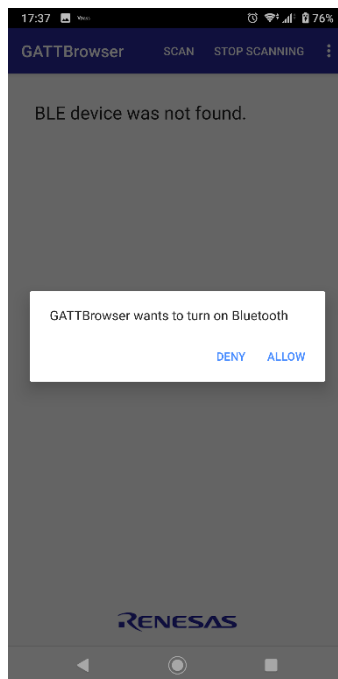 17:37 76%
GATTBrowser SCAN STOP SCANNING
BLE device was not found.
GATTBrowser wants to turn on Bluetooth
DENY ALLOW
RENESAS